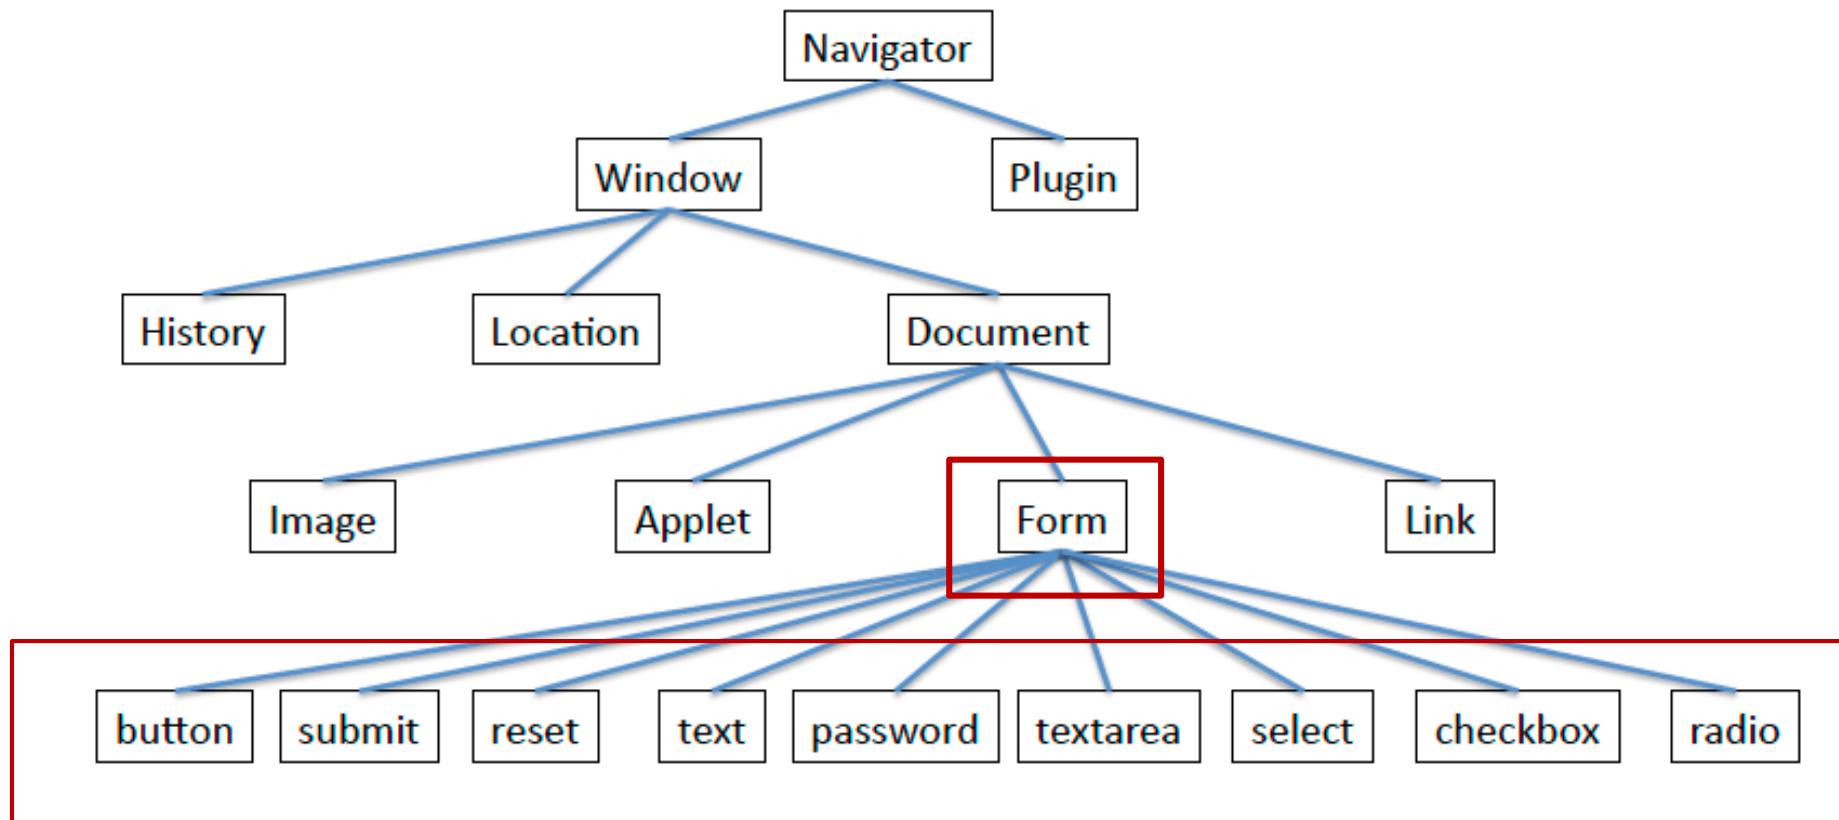 Navigator
Window Plugin
History Location Document
Image Applet Form Link
button submit reset text password textarea select checkbox radio